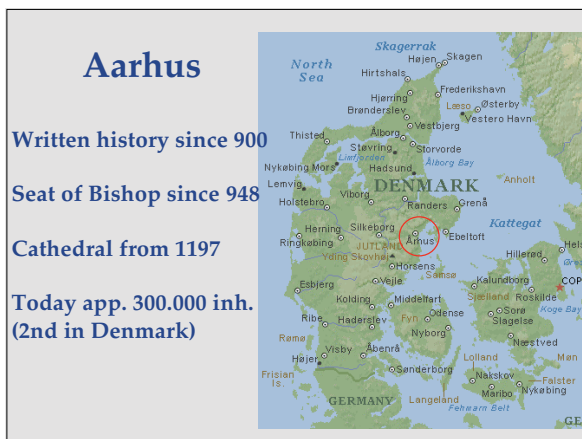 Aarhus
Written history since 900
Seat of Bishop since 948
Cathedral from 1197
Today app. 300.000 inh.
(2nd in Denmark)
Skagerrak
North
Sea
Højen
Skagen
Hirtshals
Hjørring
Frederikshavn
Brønderslev
Læsø
Østerby
Vestero Havn
Vestbjerg
Thisted
Ålborg
Støvring
Storvorde
Limfjorden
Ålborg Bay
Nykøbing Mors
Hadsund
Lemvig
DENMARK
Anholt
Viborg
Randers
Grenå
Holstebro
Kattegat
Silkeborg
Herning
Århus
Ebeltoft
Ringkøbing
JUTLAND
Yding Skovhøj
Hillerød
Hels
Øres
Horsens
Samsø
Kalundborg
COP
Esbjerg
Vejle
Sjælland
Roskilde
Køge Bay
Kolding
Middelfart
Sorø
Ribe
Haderslev
Fyn
Odense
Slagelse
Rømø
Nyborg
Næstved
Visby
Åbenrå
Lolland
Møn
Højer
Sønderborg
Nakskov
Falster
Frisian
Is.
Langeland
Maribo
Nykøbing
GERMANY
Fehmarn Belt
GE